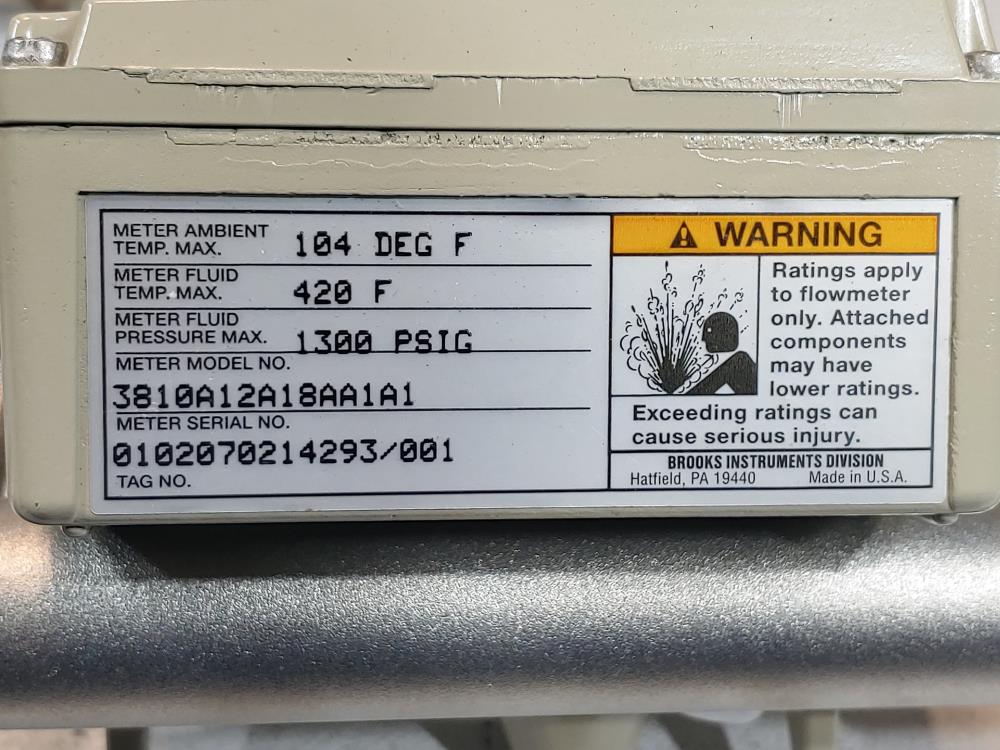 METER AMBIENT
TEMP. MAX. 104 DEG F
METER FLUID
TEMP. MAX. 420 F
METER FLUID
PRESSURE MAX. 1300 PSIG
METER MODEL NO.
3810A12A18AA1A1
METER SERIAL NO.
0102070214293/001
TAG NO.
WARNING
Ratings apply
to flowmeter
only. Attached
components
may have
lower ratings.
Exceeding ratings can
cause serious injury.
BROOKS INSTRUMENTS DIVISION
Hatfield, PA 19440 Made in U.S.A.